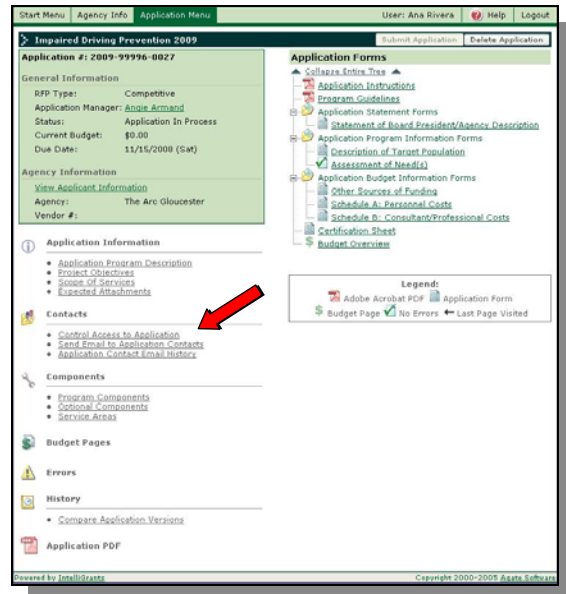 Start Menu Agency Info Application Menu User: Ana Rivera Help Logout
Impaired Driving Prevention 2009 Submit Application Delete Application
Application #: 2009-99996-0027
General Information
RFP Type: Competitive
Application Manager: Angie Armand
Status: Application In Process
Current Budget: $0.00
Due Date: 11/15/2008 (Sat)
Agency Information
View Applicant Information
Agency: The Arc Gloucester
Vendor #:
Application Information
Application Program Description
Project Objectives
Scope Of Services
Expected Attachments
Contacts
Control Access to Application
Send Email to Application Contacts
Application Contact Email History
Components
Program Components
Optional Components
Service Areas
Budget Pages
Errors
History
Compare Application Versions
Application PDF
Application Forms
Collapse Entire Tree
Application Instructions
Program Guidelines
Application Statement Forms
Statement of Board President/Agency Description
Application Program Information Forms
Description of Target Population
Assessment of Need(s)
Application Budget Information Forms
Other Sources of Funding
Schedule A: Personnel Costs
Schedule B: Consultant/Professional Costs
Certification Sheet
$ Budget Overview
Legend:
Adobe Acrobat PDF Application Form
$ Budget Page No Errors Last Page Visited
Powered by IntelliGrants Copyright 2000-2005 Agate Software